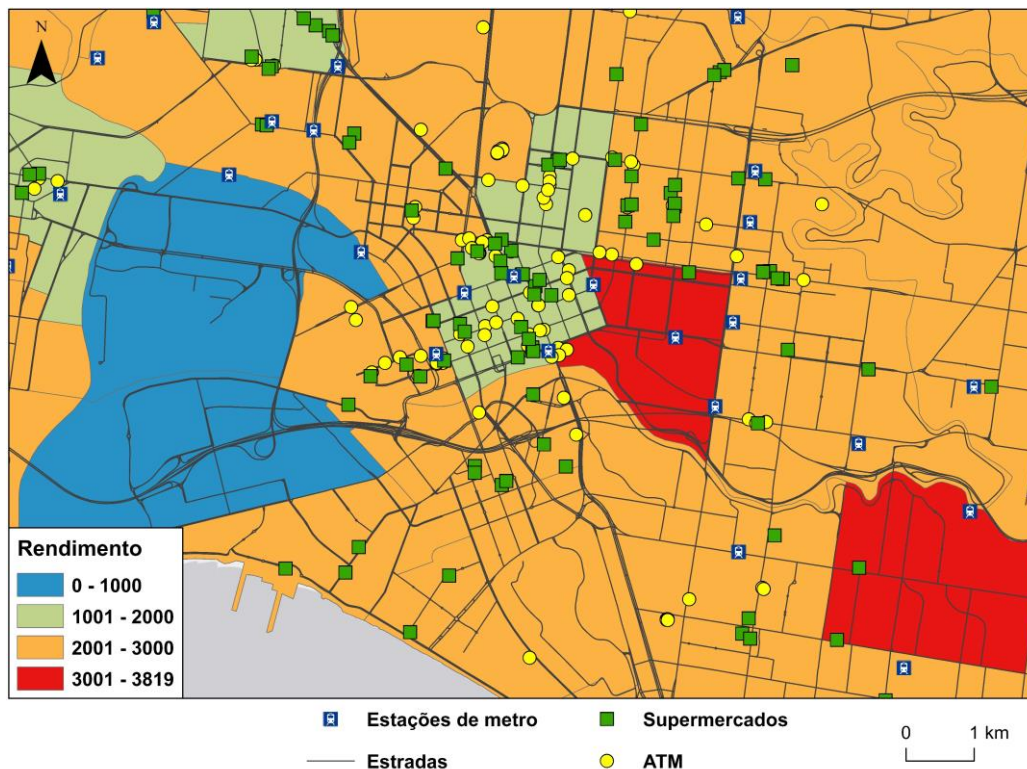 N
Rendimento
0 - 1000
1001 - 2000
2001 - 3000
3001 - 3819
Estações de metro
Supermercados
Estradas
ATM
0 1 km